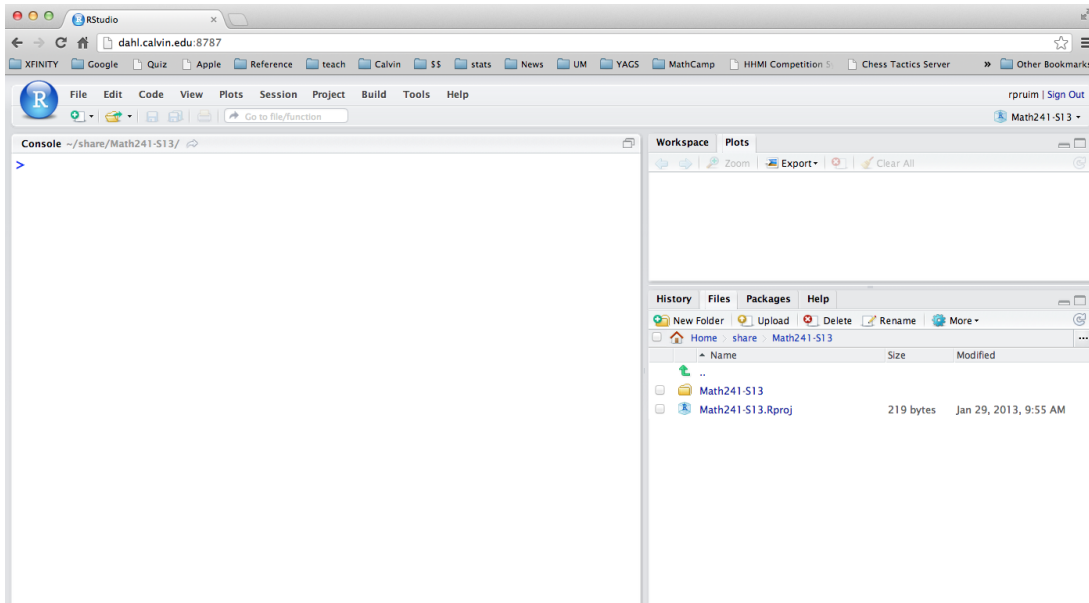 RStudio
dahl.calvin.edu:8787
XFINITY Google Quiz Apple Reference teach Calvin $$ stats News UM YAGS MathCamp HHMI Competition Chess Tactics Server » Other Bookmarks
R File Edit Code View Plots Session Project Build Tools Help rpruim | Sign Out
Go to file/function Math241-S13
Console ~/share/Math241-S13/
>
Workspace Plots
Zoom Export Clear All
History Files Packages Help
New Folder Upload Delete Rename More
Home share Math241-S13 ...
Name Size Modified
..
Math241-S13
Math241-S13.Rproj 219 bytes Jan 29, 2013, 9:55 AM